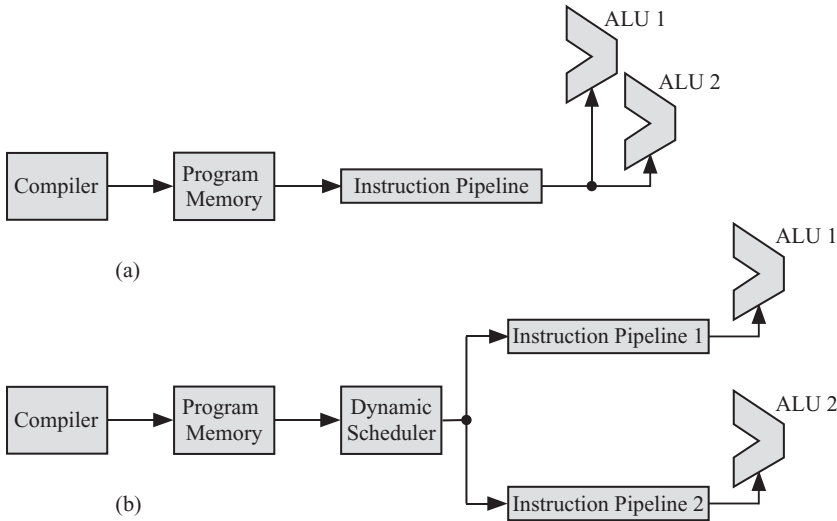 ALU 1
ALU 2
Compiler
Program
Memory
Instruction Pipeline
(a)
ALU 1
Instruction Pipeline 1
Compiler
Program
Memory
Dynamic
Scheduler
ALU 2
Instruction Pipeline 2
(b)